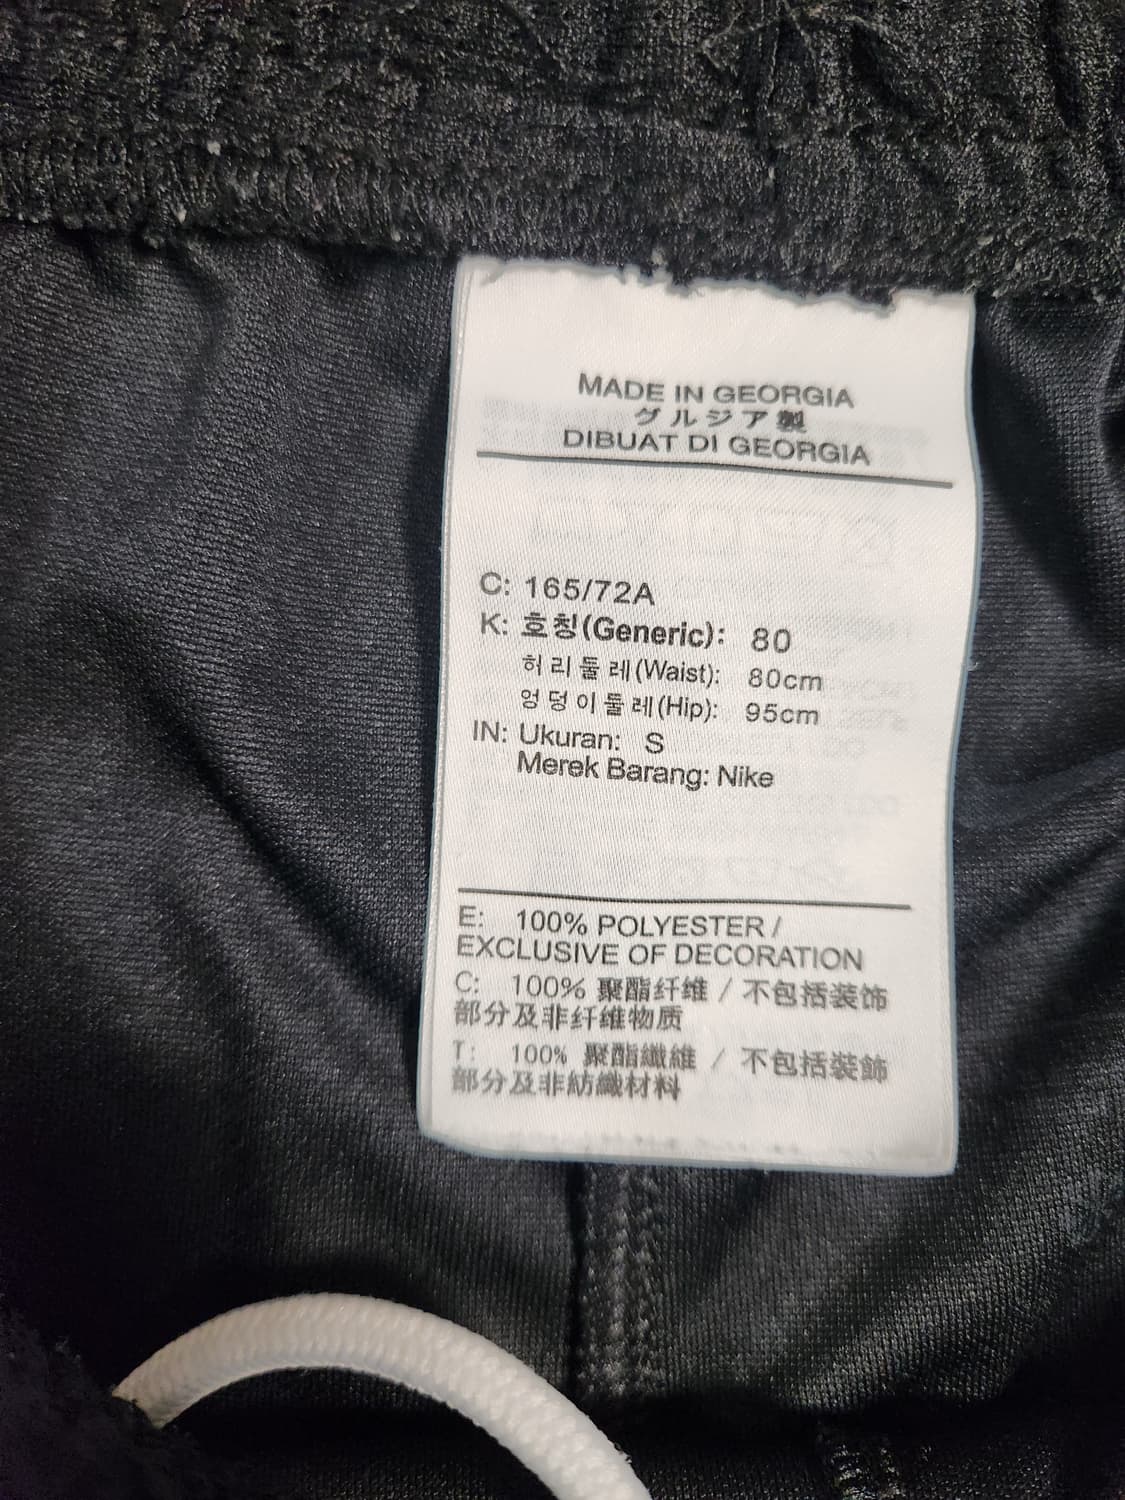 MADE IN GEORGIA
グルジア製
DIBUAT DI GEORGIA
C: 165/72A
K: 호칭(Generic): 80
허리둘레(Waist): 80cm
엉덩이둘레(Hip): 95cm
IN: Ukuran: S
Merek Barang: Nike
E: 100% POLYESTER /
EXCLUSIVE OF DECORATION
C: 100% 聚酯纤维 / 不包括装饰
部分及非纤维物质
T: 100% 聚酯纖維 / 不包括裝飾
部分及非紡織材料